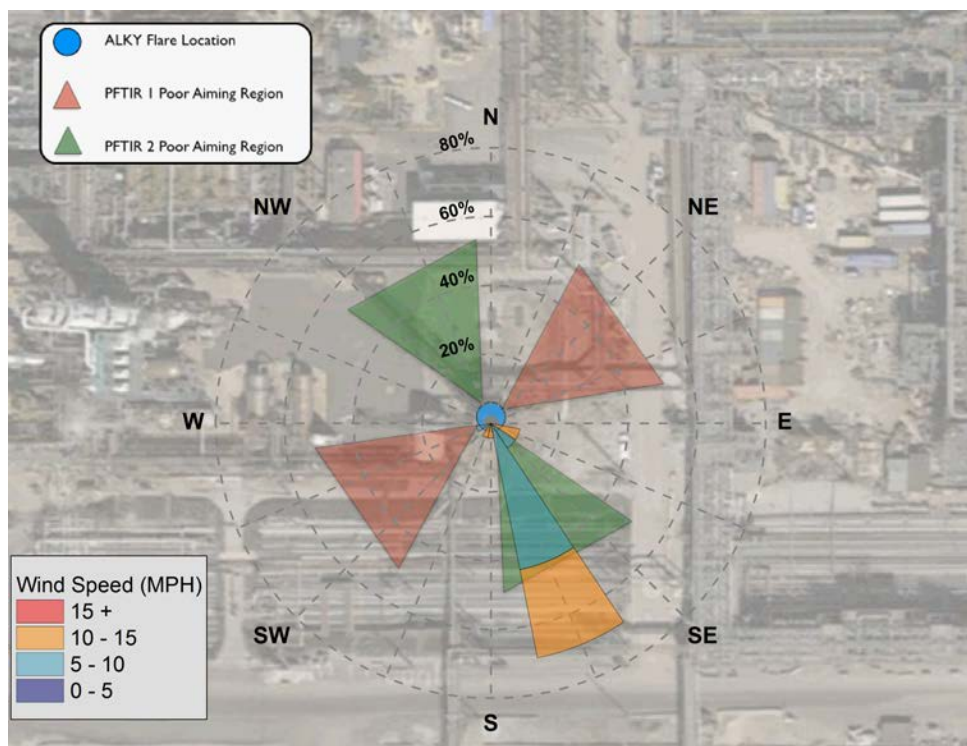 ALKY Flare Location
PFTIR 1 Poor Aiming Region
PFTIR 2 Poor Aiming Region
N
80%
NW
NE
60%
40%
20%
W
E
Wind Speed (MPH)
15 +
10 - 15
5 - 10
0 - 5
SW
SE
S